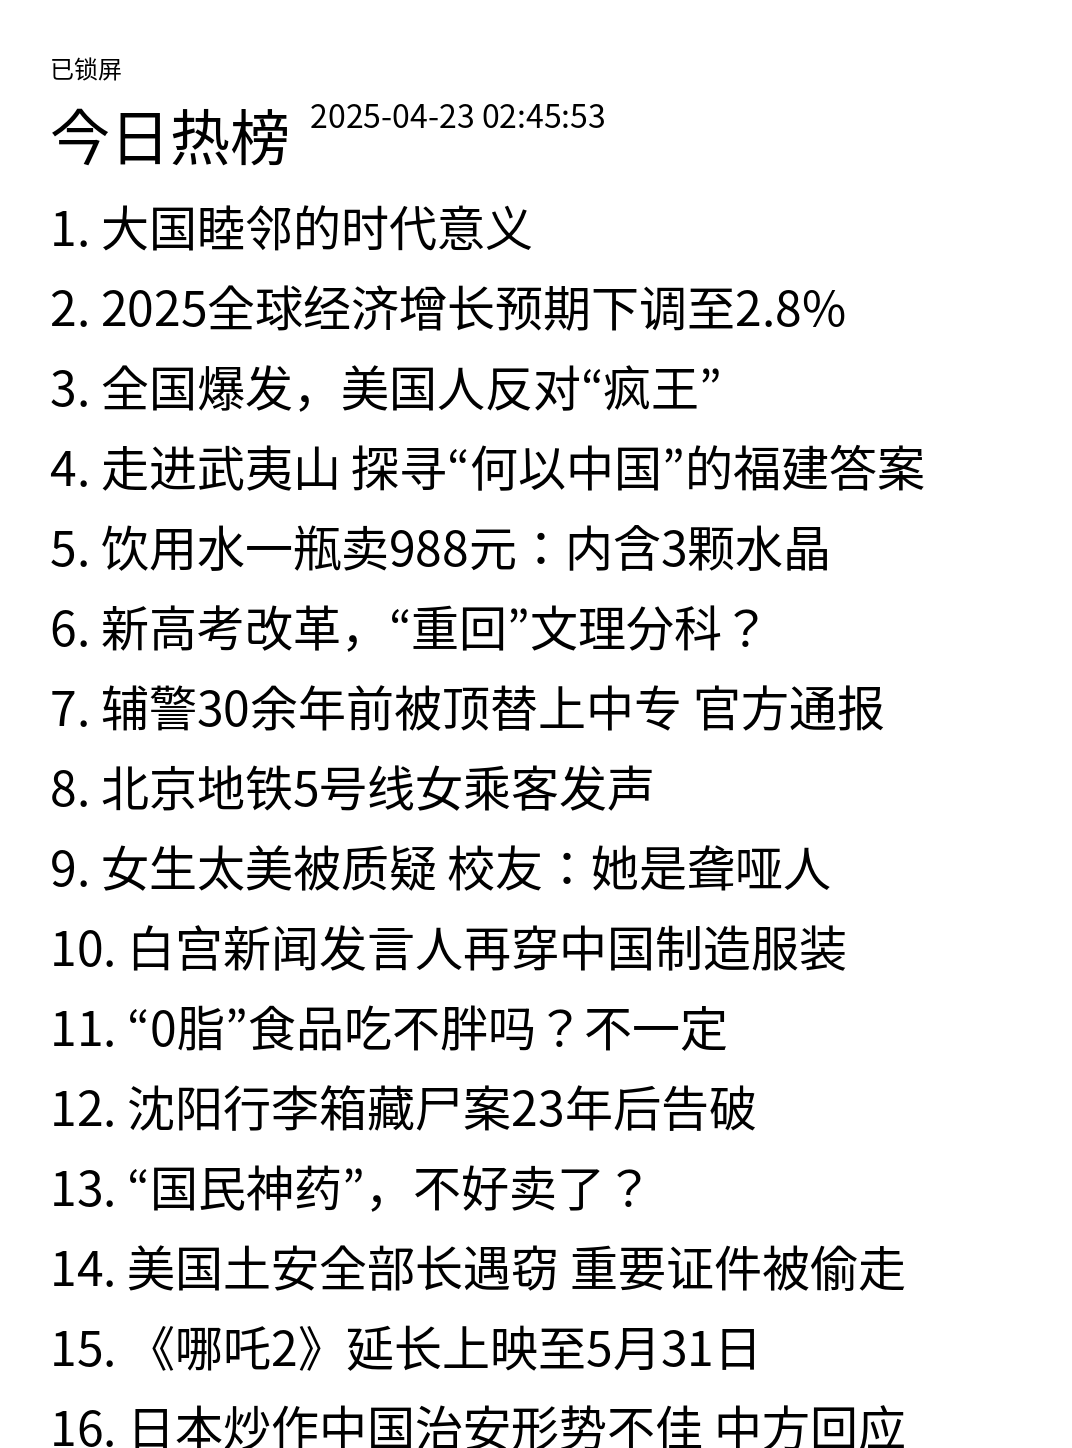 已锁屏
今日热榜 2025-04-23 02:45:53
1. 大国睦邻的时代意义
2. 2025全球经济增长预期下调至2.8%
3. 全国爆发，美国人反对“疯王”
4. 走进武夷山 探寻“何以中国”的福建答案
5. 饮用水一瓶卖988元：内含3颗水晶
6. 新高考改革，“重回”文理分科？
7. 辅警30余年前被顶替上中专 官方通报
8. 北京地铁5号线女乘客发声
9. 女生太美被质疑 校友：她是聋哑人
10. 白宫新闻发言人再穿中国制造服装
11. “0脂”食品吃不胖吗？不一定
12. 沈阳行李箱藏尸案23年后告破
13. “国民神药”，不好卖了？
14. 美国土安全部长遇窃 重要证件被偷走
15. 《哪吒2》延长上映至5月31日
16. 日本炒作中国治安形势不佳 中方回应